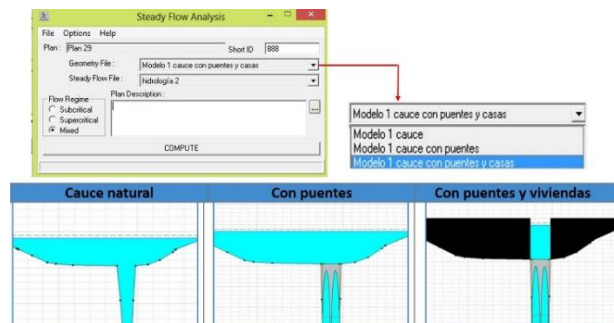 Steady Flow Analysis
File Options Help
Plan : Plan 29 Short ID 888
Geometry File : Modelo 1 cauce con puentes y casas
Steady Flow File : hidrología 2
Flow Regime
Subcritical
Supercritical
Mixed
Plan Description :
...
COMPUTE
Modelo 1 cauce con puentes y casas
Modelo 1 cauce
Modelo 1 cauce con puentes
Modelo 1 cauce con puentes y casas
Cauce natural Con puentes Con puentes y viviendas